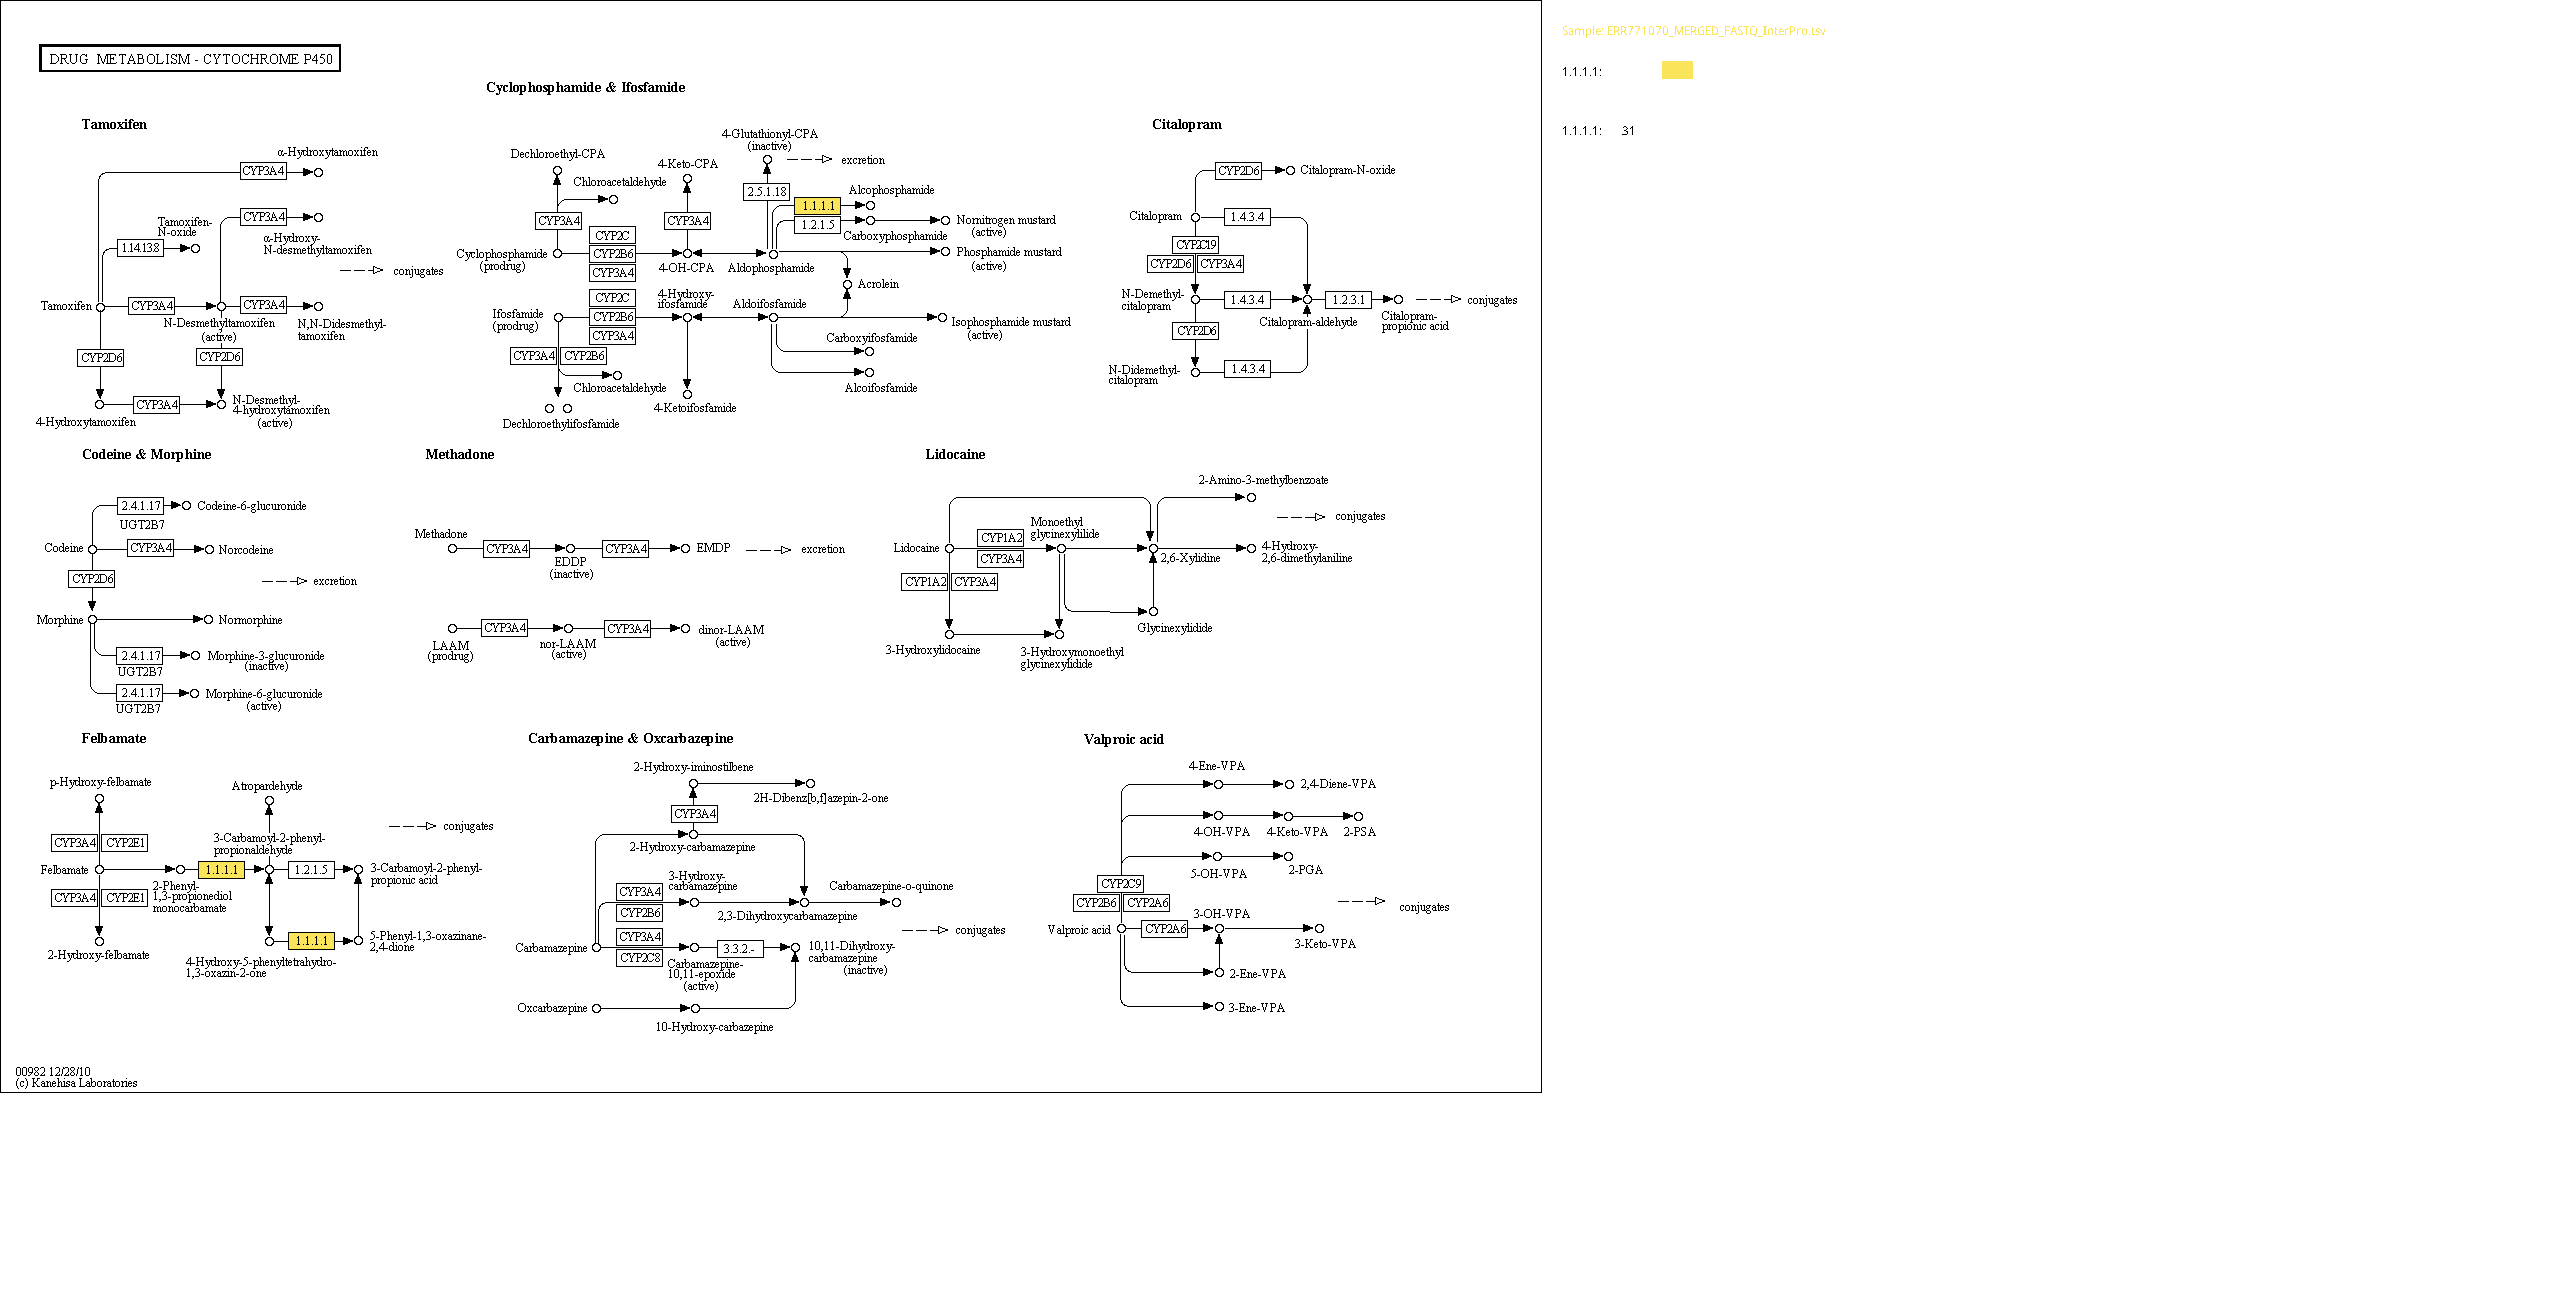 DRUG METABOLISM - CYTOCHROME P450
Sample: ERR771070_MERGED_FASTQ_InterPro.tsv
1.1.1.1:
1.1.1.1: 31
Tamoxifen
α-Hydroxytamoxifen
CYP3A4
Tamoxifen-
N-oxide
CYP3A4
α-Hydroxy-
N-desmethyltamoxifen
1.14.13.8
conjugates
Tamoxifen
CYP3A4
CYP3A4
N-Desmethyltamoxifen
(active)
N,N-Didesmethyl-
tamoxifen
CYP2D6
CYP2D6
CYP3A4
N-Desmethyl-
4-hydroxytamoxifen
(active)
4-Hydroxytamoxifen
Cyclophosphamide & Ifosfamide
4-Glutathionyl-CPA
(inactive)
excretion
Dechloroethyl-CPA
4-Keto-CPA
Chloroacetaldehyde
2.5.1.18
Alcophosphamide
1.1.1.1
CYP3A4
CYP3A4
1.2.1.5
Nornitrogen mustard
(active)
Carboxyphosphamide
CYP2C
Cyclophosphamide
(prodrug)
CYP2B6
CYP3A4
4-OH-CPA
Aldophosphamide
Phosphamide mustard
(active)
Acrolein
CYP2C
4-Hydroxy-
ifosfamide
Aldoifosfamide
Ifosfamide
(prodrug)
CYP2B6
CYP3A4
Isophosphamide mustard
(active)
CYP3A4
CYP2B6
Carboxyifosfamide
Chloroacetaldehyde
Alcoifosfamide
4-Ketoifosfamide
Dechloroethylifosfamide
Citalopram
CYP2D6
Citalopram-N-oxide
Citalopram
1.4.3.4
CYP2C19
CYP2D6
CYP3A4
N-Demethyl-
citalopram
1.4.3.4
1.2.3.1
conjugates
Citalopram-aldehyde
Citalopram-
propionic acid
CYP2D6
N-Didemethyl-
citalopram
1.4.3.4
Codeine & Morphine
2.4.1.17
Codeine-6-glucuronide
UGT2B7
Codeine
CYP3A4
Norcodeine
CYP2D6
excretion
Morphine
Normorphine
2.4.1.17
Morphine-3-glucuronide
(inactive)
UGT2B7
2.4.1.17
Morphine-6-glucuronide
(active)
UGT2B7
Methadone
Methadone
CYP3A4
CYP3A4
EMDP
excretion
EDDP
(inactive)
CYP3A4
CYP3A4
dinor-LAAM
(active)
LAAM
(prodrug)
nor-LAAM
(active)
Lidocaine
2-Amino-3-methylbenzoate
conjugates
Monoethyl
glycinexylilide
CYP1A2
Lidocaine
CYP3A4
2,6-Xylidine
4-Hydroxy-
2,6-dimethylaniline
CYP1A2
CYP3A4
Glycinexylidide
3-Hydroxylidocaine
3-Hydroxymonoethyl
glycinexylidide
Felbamate
p-Hydroxy-felbamate
Atropardehyde
conjugates
CYP3A4
CYP2E1
3-Carbamoyl-2-phenyl-
propionaldehyde
Felbamate
1.1.1.1
1.2.1.5
3-Carbamoyl-2-phenyl-
propionic acid
CYP3A4
CYP2E1
2-Phenyl-
1,3-propionediol
monocarbamate
1.1.1.1
5-Phenyl-1,3-oxazinane-
2,4-dione
2-Hydroxy-felbamate
4-Hydroxy-5-phenyltetrahydro-
1,3-oxazin-2-one
Carbamazepine & Oxcarbazepine
2-Hydroxy-iminostilbene
2H-Dibenz[b,f]azepin-2-one
CYP3A4
2-Hydroxy-carbamazepine
3-Hydroxy-
carbamazepine
CYP3A4
CYP2B6
Carbamazepine-o-quinone
2,3-Dihydroxycarbamazepine
conjugates
CYP3A4
Carbamazepine
CYP2C8
3.3.2.-
Carbamazepine-
10,11-epoxide
(active)
10,11-Dihydroxy-
carbamazepine
(inactive)
Oxcarbazepine
10-Hydroxy-carbazepine
Valproic acid
4-Ene-VPA
2,4-Diene-VPA
4-OH-VPA
4-Keto-VPA
2-PSA
5-OH-VPA
2-PGA
CYP2C9
CYP2B6
CYP2A6
conjugates
3-OH-VPA
Valproic acid
CYP2A6
3-Keto-VPA
2-Ene-VPA
3-Ene-VPA
00982 12/28/10
(c) Kanehisa Laboratories